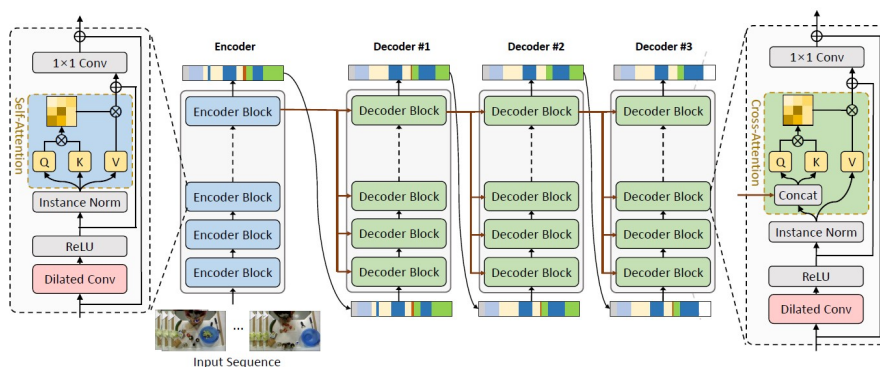 Encoder
Decoder #1
Decoder #2
Decoder #3
1×1 Conv
Self-Attention
Q
K
V
Instance Norm
ReLU
Dilated Conv
Encoder Block
Encoder Block
Encoder Block
Encoder Block
...
Input Sequence
Decoder Block
Decoder Block
Decoder Block
Decoder Block
Decoder Block
Decoder Block
Decoder Block
Decoder Block
Decoder Block
Decoder Block
Decoder Block
Decoder Block
1×1 Conv
Cross-Attention
Q
K
V
Concat
Instance Norm
ReLU
Dilated Conv